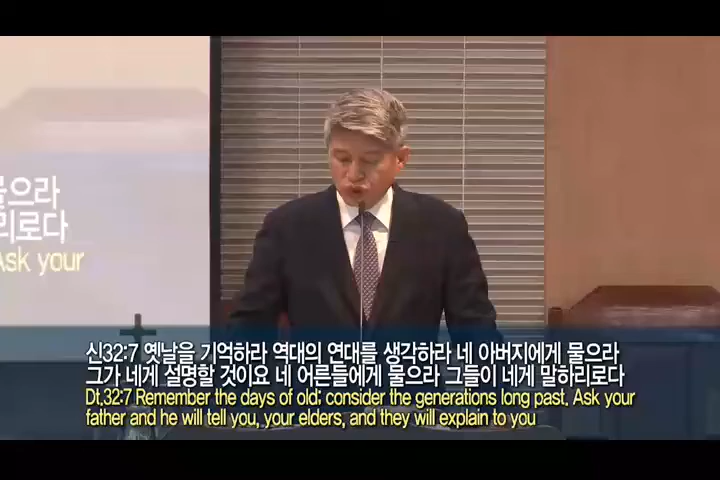 물으라
리로다
Ask your
신32:7 옛날을 기억하라 역대의 연대를 생각하라 네 아버지에게 물으라
그가 네게 설명할 것이요 네 어른들에게 물으라 그들이 네게 말하리로다
Dt.32:7 Remember the days of old; consider the generations long past. Ask your
father and he will tell you, your elders, and they will explain to you